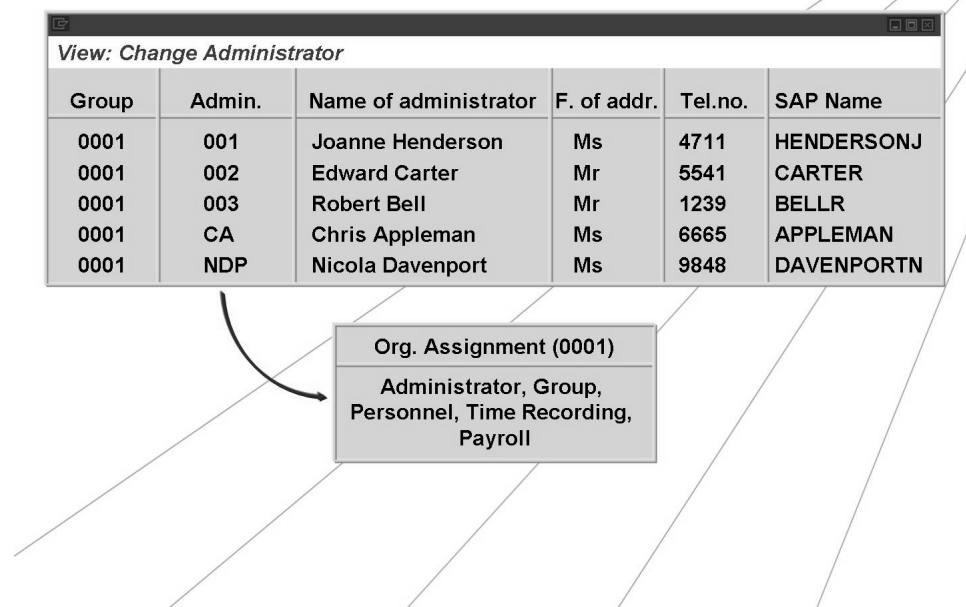 View: Change Administrator
Group Admin. Name of administrator F. of addr. Tel.no. SAP Name
0001 001 Joanne Henderson Ms 4711 HENDERSONJ
0001 002 Edward Carter Mr 5541 CARTER
0001 003 Robert Bell Mr 1239 BELLR
0001 CA Chris Appleman Ms 6665 APPLEMAN
0001 NDP Nicola Davenport Ms 9848 DAVENPORTN
Org. Assignment (0001)
Administrator, Group,
Personnel, Time Recording,
Payroll